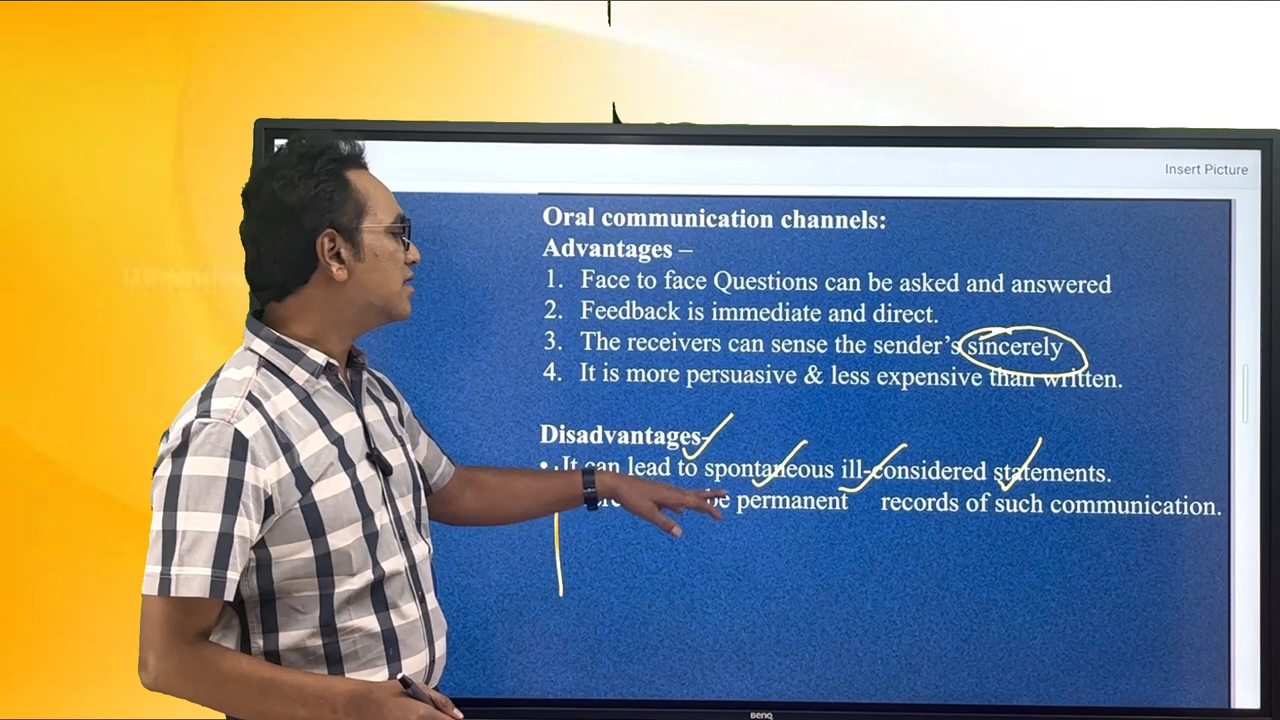 Insert Picture
Oral communication channels:
Advantages –
1. Face to face Questions can be asked and answered
2. Feedback is immediate and direct.
3. The receivers can sense the sender's sincerely
4. It is more persuasive & less expensive than written.
Disadvantages-
• It can lead to spontaneous ill-considered statements.
be permanent records of such communication.
BenQ